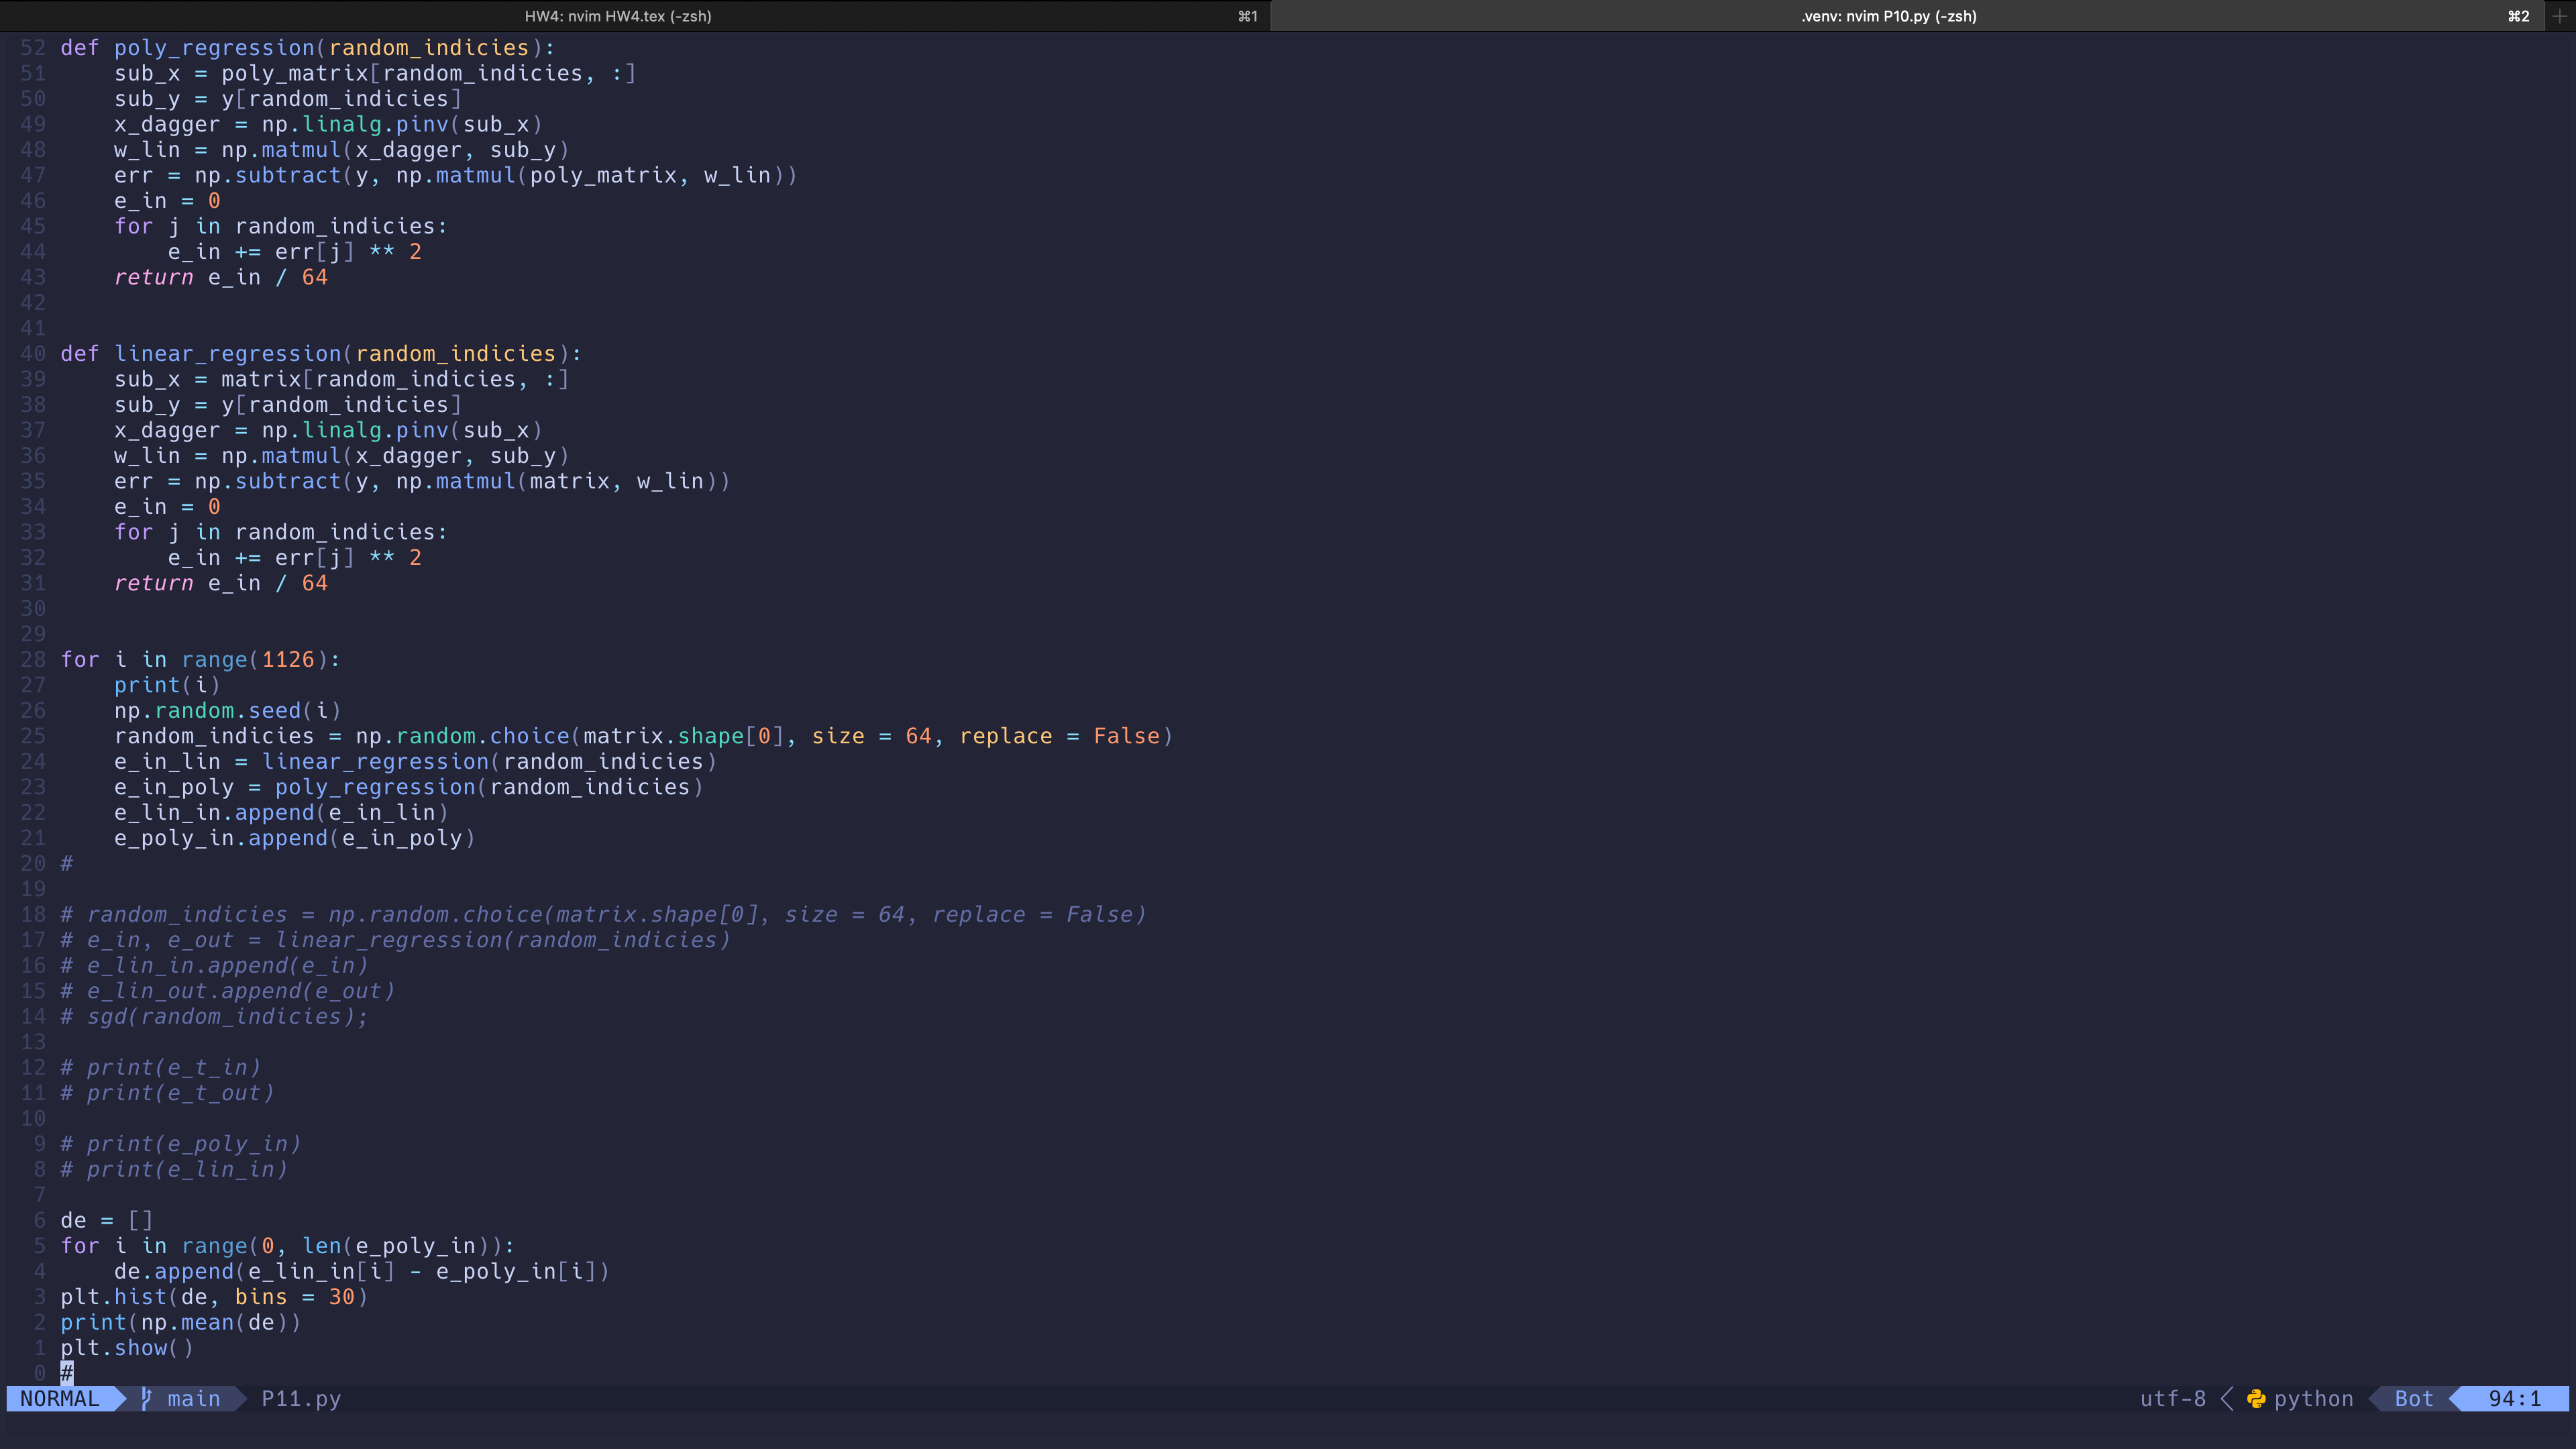 HW4: nvim HW4.tex (-zsh) ⌘1 .venv: nvim P10.py (-zsh) ⌘2 +
52 def poly_regression(random_indicies):
51     sub_x = poly_matrix[random_indicies, :]
50     sub_y = y[random_indicies]
49     x_dagger = np.linalg.pinv(sub_x)
48     w_lin = np.matmul(x_dagger, sub_y)
47     err = np.subtract(y, np.matmul(poly_matrix, w_lin))
46     e_in = 0
45     for j in random_indicies:
44         e_in += err[j] ** 2
43     return e_in / 64
42
41
40 def linear_regression(random_indicies):
39     sub_x = matrix[random_indicies, :]
38     sub_y = y[random_indicies]
37     x_dagger = np.linalg.pinv(sub_x)
36     w_lin = np.matmul(x_dagger, sub_y)
35     err = np.subtract(y, np.matmul(matrix, w_lin))
34     e_in = 0
33     for j in random_indicies:
32         e_in += err[j] ** 2
31     return e_in / 64
30
29
28 for i in range(1126):
27     print(i)
26     np.random.seed(i)
25     random_indicies = np.random.choice(matrix.shape[0], size = 64, replace = False)
24     e_in_lin = linear_regression(random_indicies)
23     e_in_poly = poly_regression(random_indicies)
22     e_lin_in.append(e_in_lin)
21     e_poly_in.append(e_in_poly)
20 #
19
18 # random_indicies = np.random.choice(matrix.shape[0], size = 64, replace = False)
17 # e_in, e_out = linear_regression(random_indicies)
16 # e_lin_in.append(e_in)
15 # e_lin_out.append(e_out)
14 # sgd(random_indicies);
13
12 # print(e_t_in)
11 # print(e_t_out)
10
9 # print(e_poly_in)
8 # print(e_lin_in)
7
6 de = []
5 for i in range(0, len(e_poly_in)):
4     de.append(e_lin_in[i] - e_poly_in[i])
3 plt.hist(de, bins = 30)
2 print(np.mean(de))
1 plt.show()
0 #
NORMAL main P11.py utf-8 python Bot 94:1